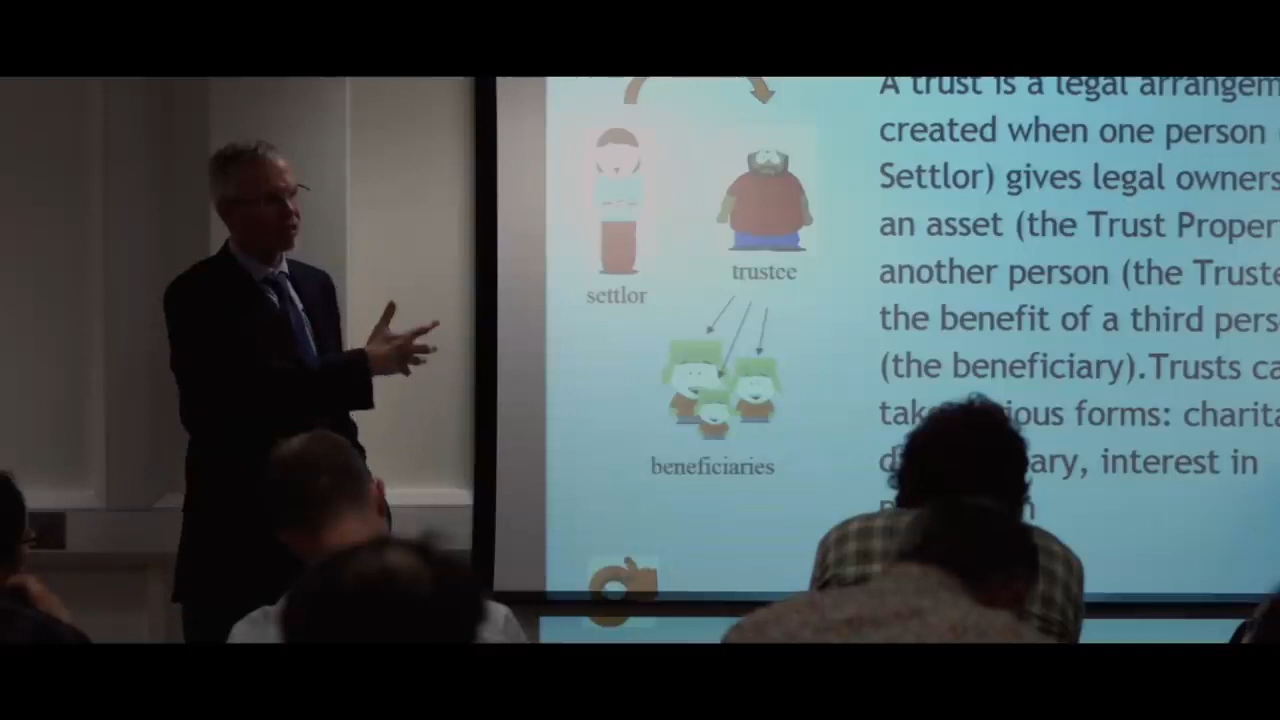 settlor
trustee
beneficiaries
A trust is a legal arrangem
created when one person
Settlor) gives legal owners
an asset (the Trust Proper
another person (the Truste
the benefit of a third pers
(the beneficiary).Trusts ca
forms: charita
ary, interest in